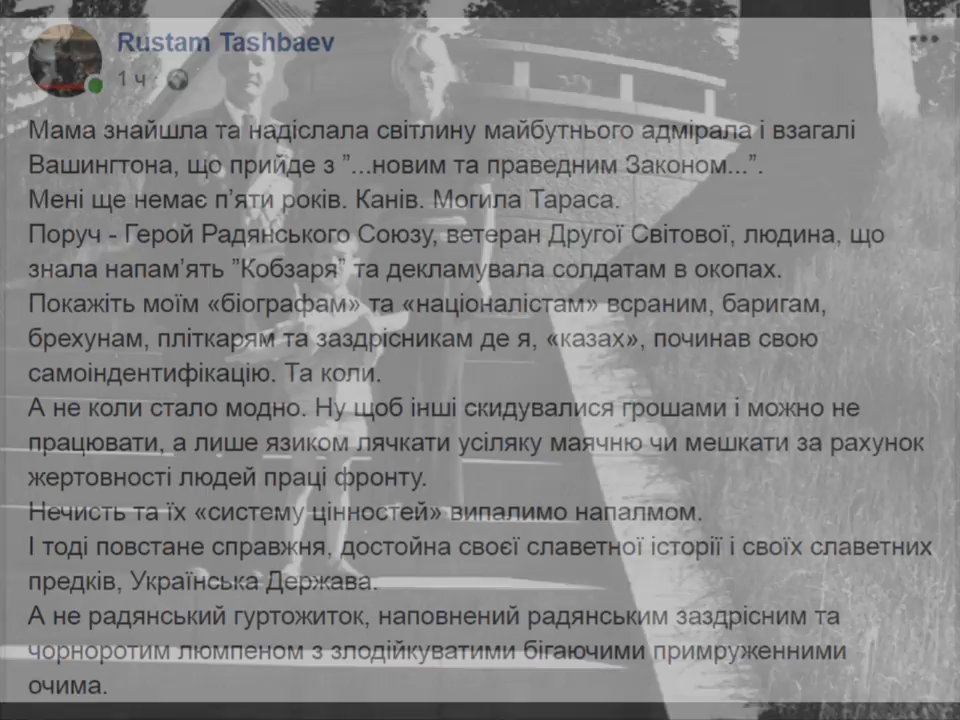 Rustam Tashbaev
1 ч ·
Мама знайшла та надіслала світлину майбутнього адмірала і взагалі
Вашингтона, що прийде з "...новим та праведним Законом...".
Мені ще немає п'яти років. Канів. Могила Тараса.
Поруч - Герой Радянського Союзу, ветеран Другої Світової, людина, що
знала напам'ять "Кобзаря" та декламувала солдатам в окопах.
Покажіть моїм «біографам» та «націоналістам» всраним, баригам,
брехунам, пліткарям та заздрісникам де я, «казах», починав свою
самоіндентифікацію. Та коли.
А не коли стало модно. Ну щоб інші скидувалися грошами і можно не
працювати, а лише язиком лячкати усіляку маячню чи мешкати за рахунок
жертовності людей праці фронту.
Нечисть та їх «систему цінностей» випалимо напалмом.
І тоді повстане справжня, достойна своєї славетної історії і своїх славетних
предків, Українська Держава.
А не радянський гуртожиток, наповнений радянським заздрісним та
чорноротим люмпеном з злодійкуватими бігаючими примруженними
очима.